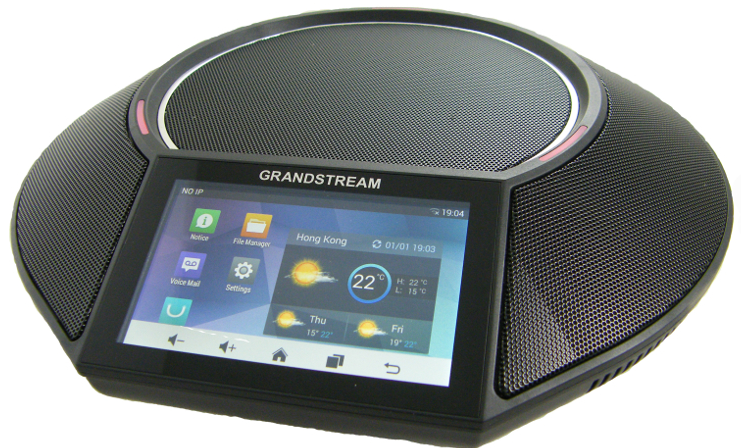 GRANDSTREAM
NO IP
19:04
Notice
File Manager
Hong Kong
01/01 19:03
Voice Mail
Settings
22°C
H: 22°C
L: 15°C
Thu
15° 22°
Fri
19° 22°